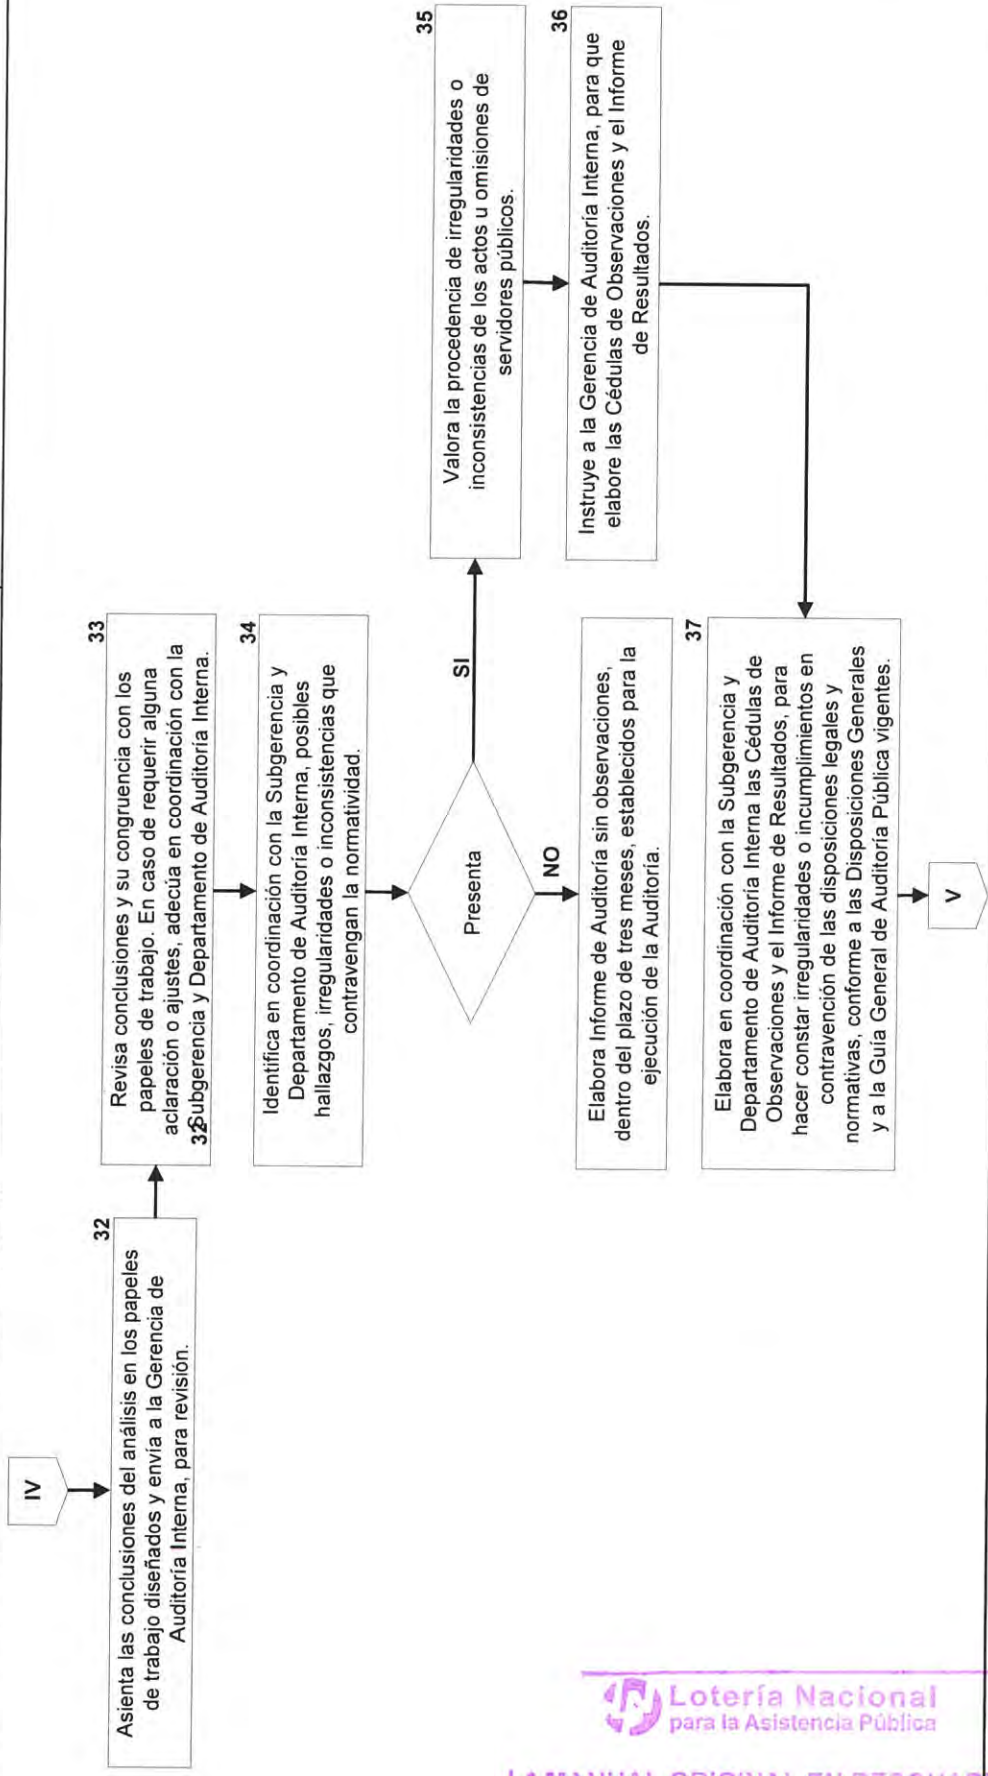 IV
32
Asienta las conclusiones del análisis en los papeles
de trabajo diseñados y envía a la Gerencia de
Auditoría Interna, para revisión.
33
Revisa conclusiones y su congruencia con los
papeles de trabajo. En caso de requerir alguna
aclaración o ajustes, adecúa en coordinación con la
32
Subgerencia y Departamento de Auditoría Interna.
34
Identifica en coordinación con la Subgerencia y
Departamento de Auditoría Interna, posibles
hallazgos, irregularidades o inconsistencias que
contravengan la normatividad.
Presenta
SI
NO
35
Valora la procedencia de irregularidades o
inconsistencias de los actos u omisiones de
servidores públicos.
36
Instruye a la Gerencia de Auditoría Interna, para que
elabore las Cédulas de Observaciones y el Informe
de Resultados.
Elabora Informe de Auditoría sin observaciones,
dentro del plazo de tres meses, establecidos para la
ejecución de la Auditoría.
37
Elabora en coordinación con la Subgerencia y
Departamento de Auditoría Interna las Cédulas de
Observaciones y el Informe de Resultados, para
hacer constar irregularidades o incumplimientos en
contravención de las disposiciones legales y
normativas, conforme a las Disposiciones Generales
y a la Guía General de Auditoría Pública vigentes.
V
Lotería Nacional
para la Asistencia Pública